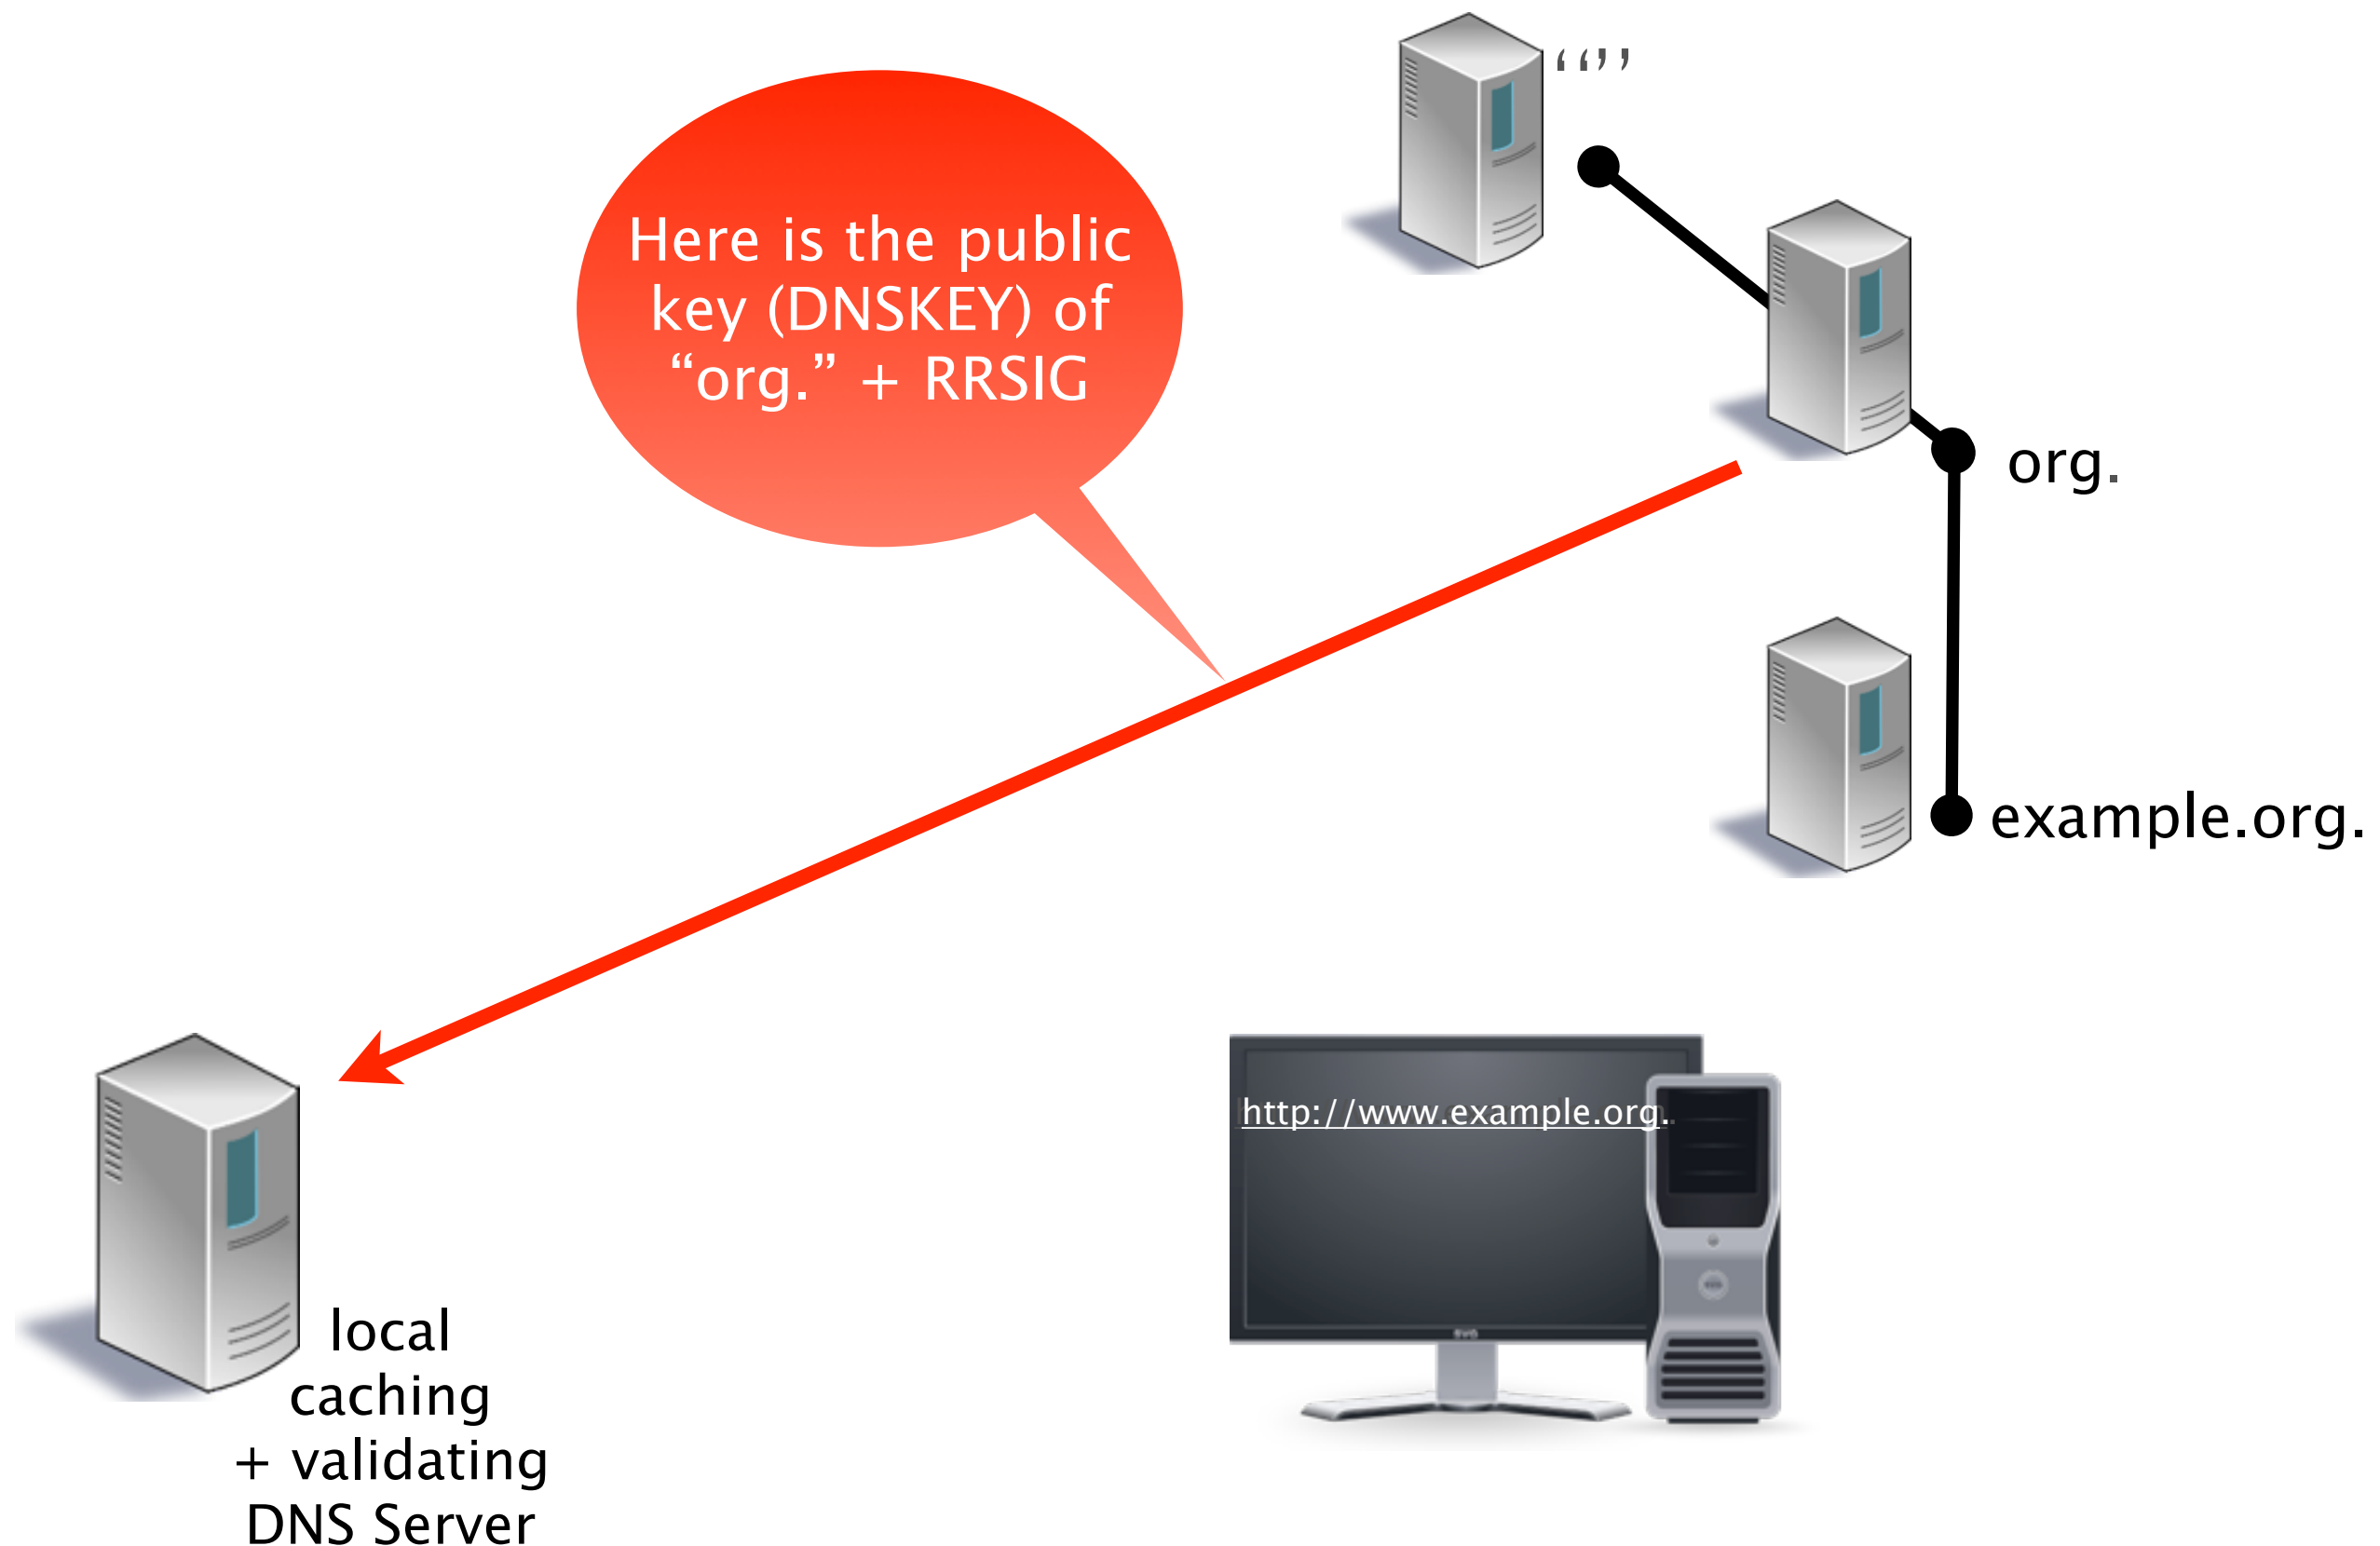 “”
Here is the public
key (DNSKEY) of
“org.” + RRSIG
org.
example.org.
http://www.example.org.
local
caching
+ validating
DNS Server